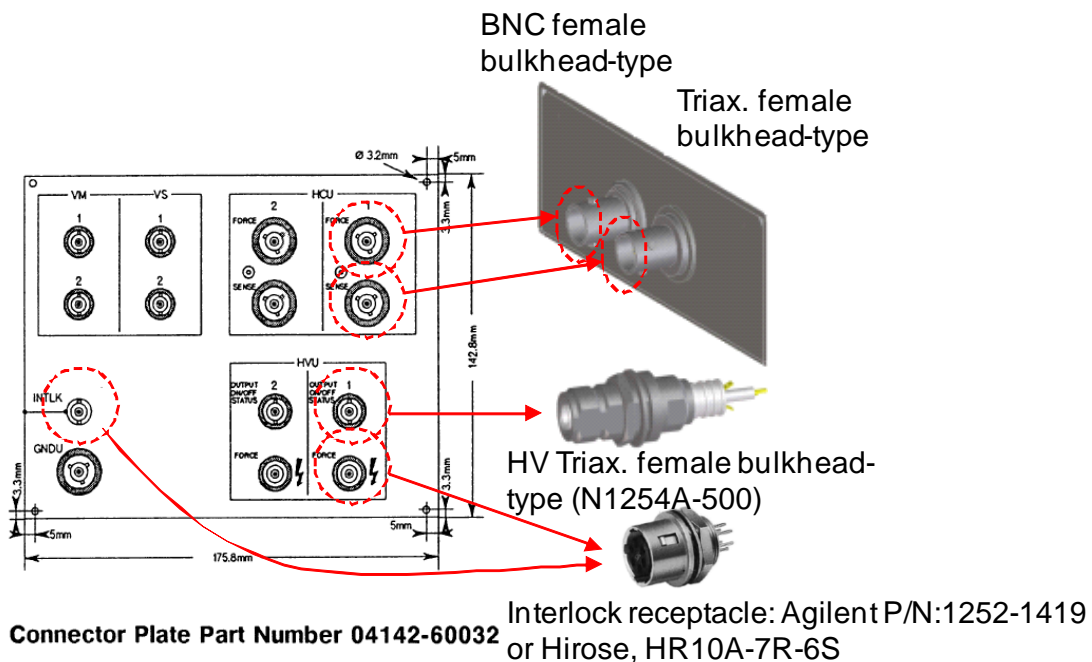 BNC female
bulkhead-type
Triax. female
bulkhead-type
Ø 3.2mm
5mm
VM
VS
HCU
1
1
2
1
FORCE
FORCE
3.3mm
2
2
SENSE
SENSE
142.8mm
HVU
OUTPUT
ON/OFF
STATUS
2
OUTPUT
ON/OFF
STATUS
1
INTLK
GNDU
FORCE
FORCE
HV Triax. female bulkhead-
type (N1254A-500)
3.3mm
3.3mm
5mm
5mm
175.8mm
Connector Plate Part Number 04142-60032
Interlock receptacle: Agilent P/N:1252-1419
or Hirose, HR10A-7R-6S